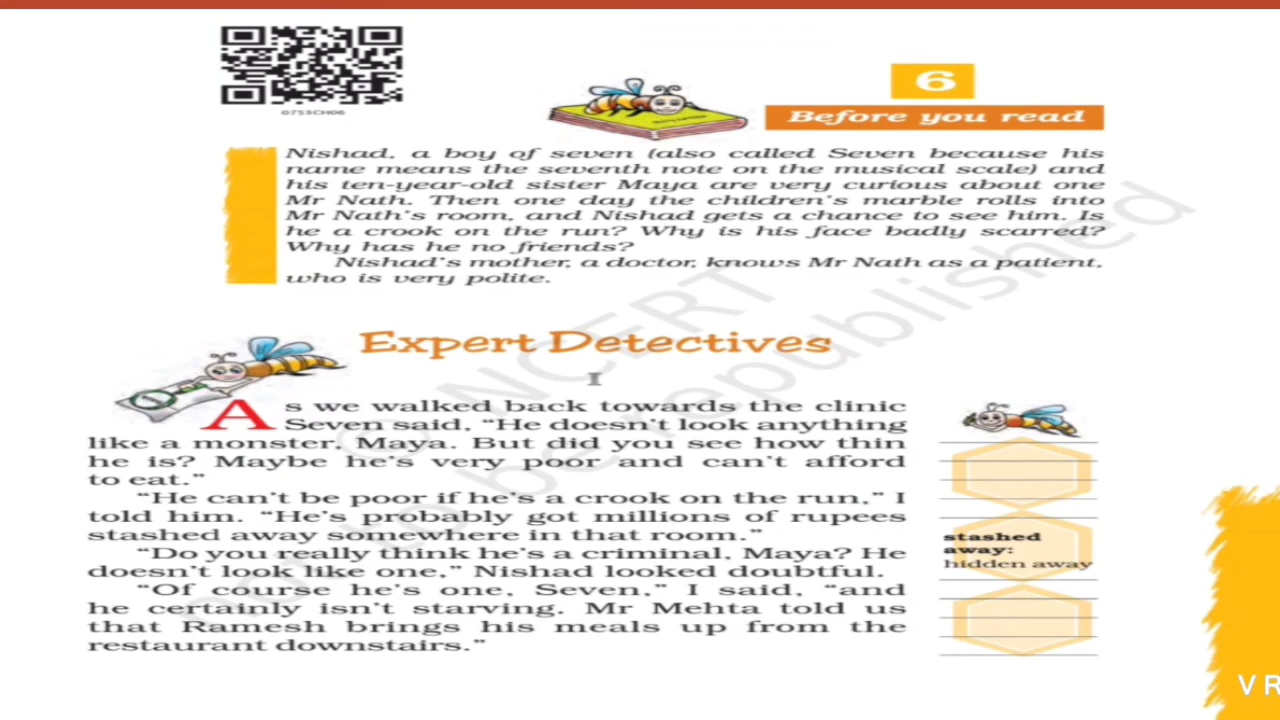 6
Before you read
0753CH06
Nishad, a boy of seven (also called Seven because his
name means the seventh note on the musical scale) and
his ten-year-old sister Maya are very curious about one
Mr Nath. Then one day the children's marble rolls into
Mr Nath's room, and Nishad gets a chance to see him. Is
he a crook on the run? Why is his face badly scarred?
Why has he no friends?
Nishad's mother, a doctor, knows Mr Nath as a patient,
who is very polite.
Expert Detectives
I
As we walked back towards the clinic
Seven said, “He doesn't look anything
like a monster, Maya. But did you see how thin
he is? Maybe he's very poor and can't afford
to eat.”
“He can't be poor if he's a crook on the run,” I
told him. “He's probably got millions of rupees
stashed away somewhere in that room.”
“Do you really think he's a criminal, Maya? He
doesn't look like one,” Nishad looked doubtful.
“Of course he's one, Seven,” I said, “and
he certainly isn't starving. Mr Mehta told us
that Ramesh brings his meals up from the
restaurant downstairs.”
stashed
away:
hidden away
© NCERT
not to be republished
V R